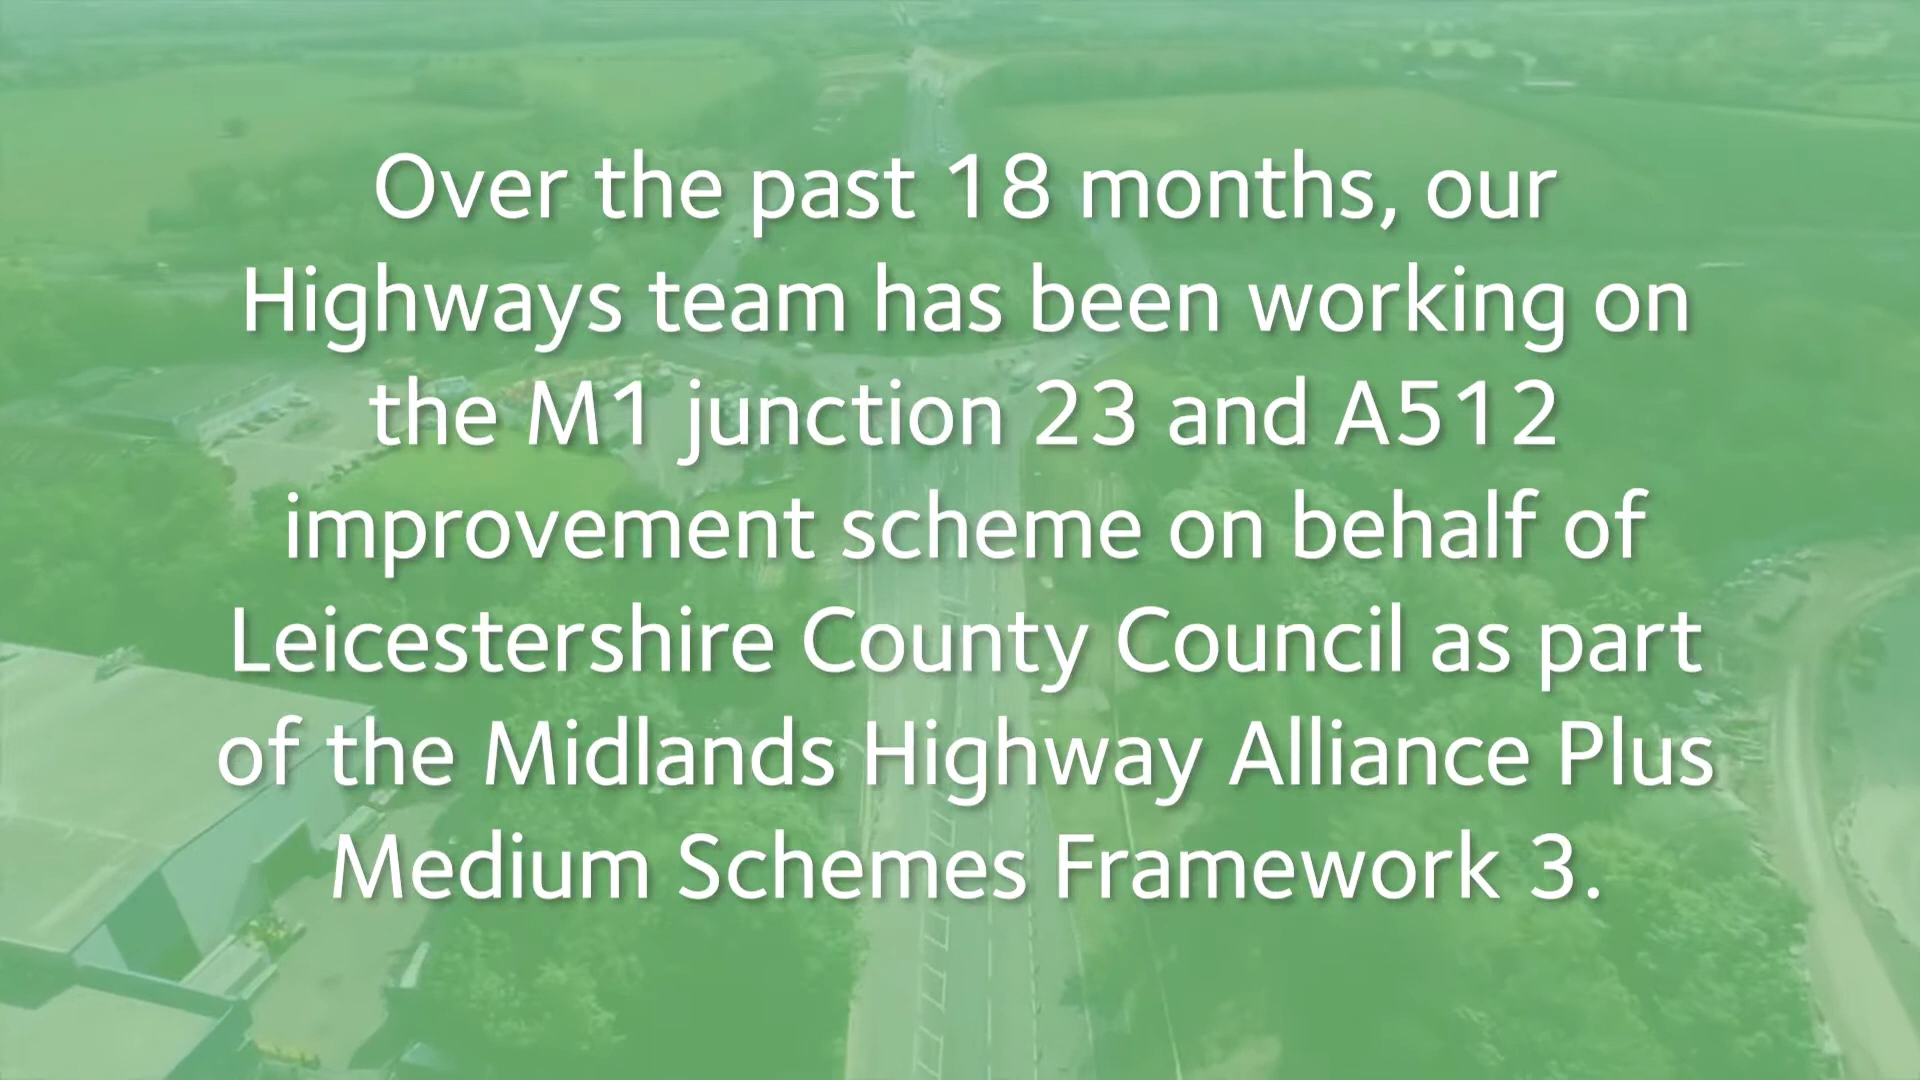 Over the past 18 months, our
Highways team has been working on
the M1 junction 23 and A512
improvement scheme on behalf of
Leicestershire County Council as part
of the Midlands Highway Alliance Plus
Medium Schemes Framework 3.